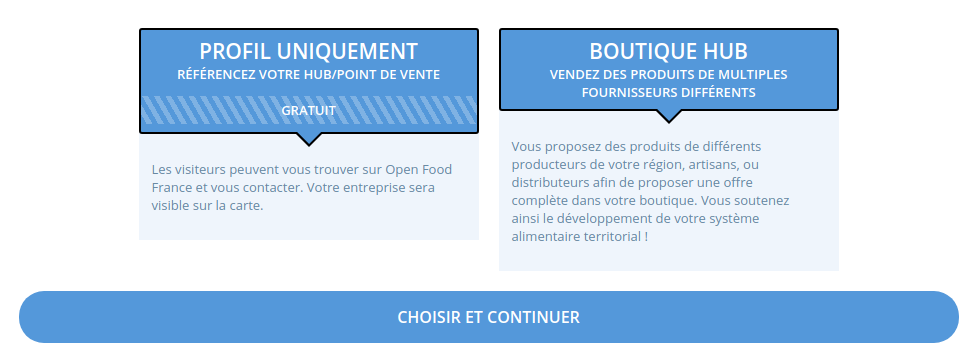 PROFIL UNIQUEMENT
RÉFÉRENCEZ VOTRE HUB/POINT DE VENTE
GRATUIT
Les visiteurs peuvent vous trouver sur Open Food
France et vous contacter. Votre entreprise sera
visible sur la carte.
BOUTIQUE HUB
VENDEZ DES PRODUITS DE MULTIPLES
FOURNISSEURS DIFFÉRENTS
Vous proposez des produits de différents
producteurs de votre région, artisans, ou
distributeurs afin de proposer une offre
complète dans votre boutique. Vous soutenez
ainsi le développement de votre système
alimentaire territorial !
CHOISIR ET CONTINUER